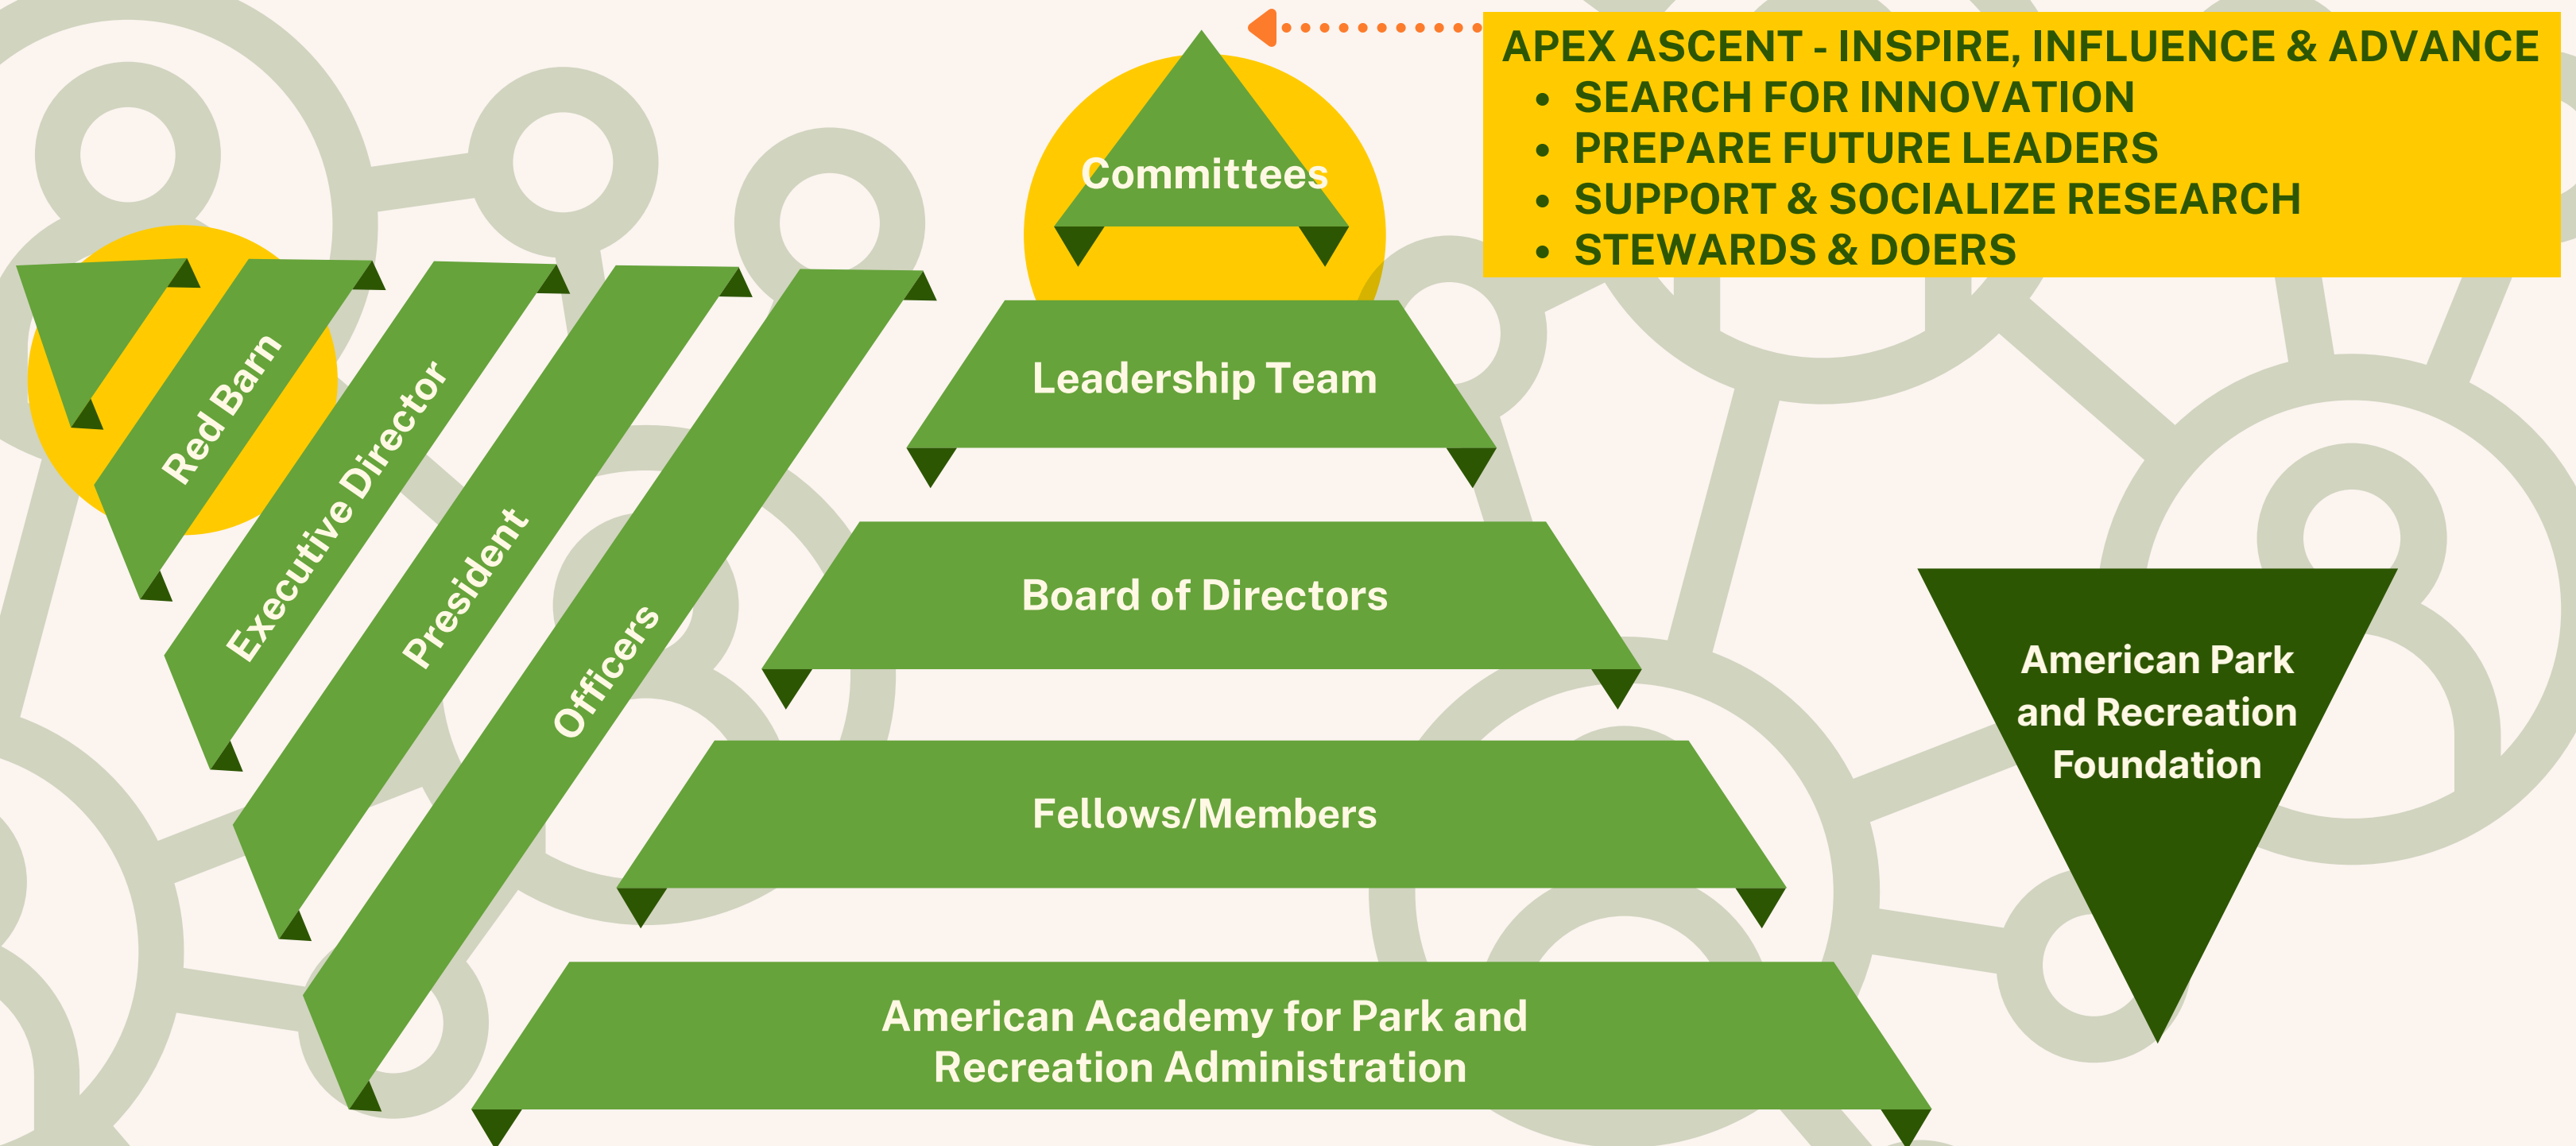 APEX ASCENT - INSPIRE, INFLUENCE & ADVANCE
• SEARCH FOR INNOVATION
• PREPARE FUTURE LEADERS
• SUPPORT & SOCIALIZE RESEARCH
• STEWARDS & DOERS
Committees
Leadership Team
Board of Directors
Fellows/Members
American Academy for Park and
Recreation Administration
Red Barn
Executive Director
President
Officers
American Park
and Recreation
Foundation